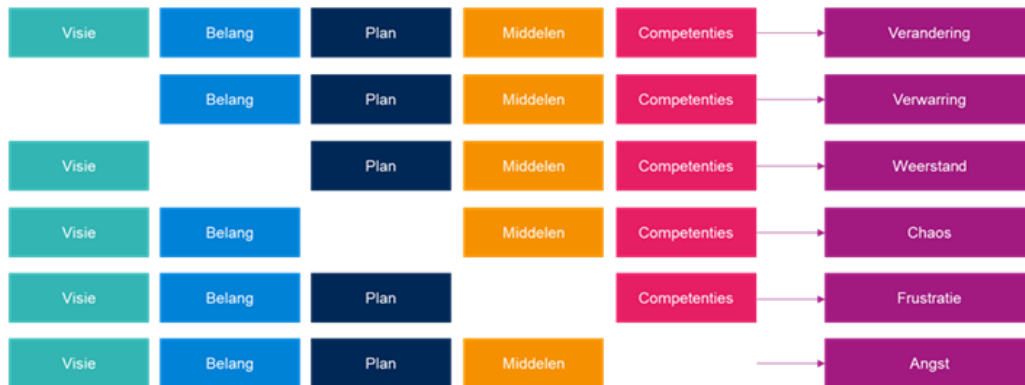 Visie Belang Plan Middelen Competenties Verandering
Belang Plan Middelen Competenties Verwarring
Visie Plan Middelen Competenties Weerstand
Visie Belang Middelen Competenties Chaos
Visie Belang Plan Competenties Frustratie
Visie Belang Plan Middelen Angst